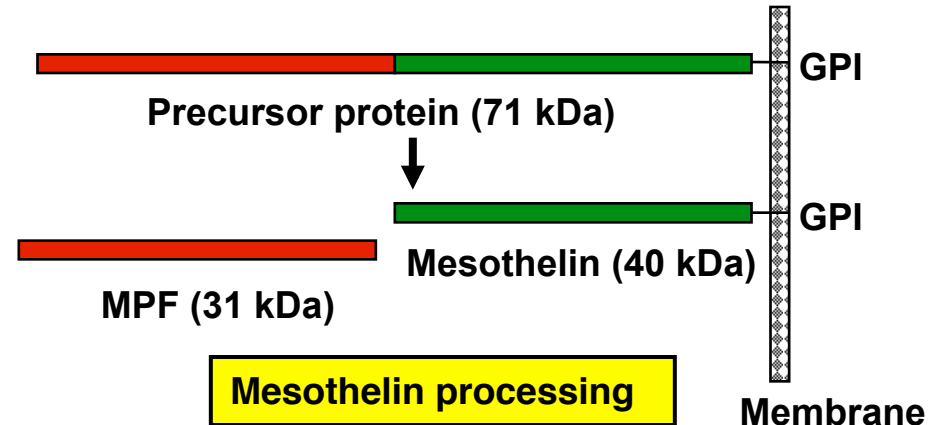 GPI
Precursor protein (71 kDa)
GPI
Mesothelin (40 kDa)
MPF (31 kDa)
Mesothelin processing
Membrane